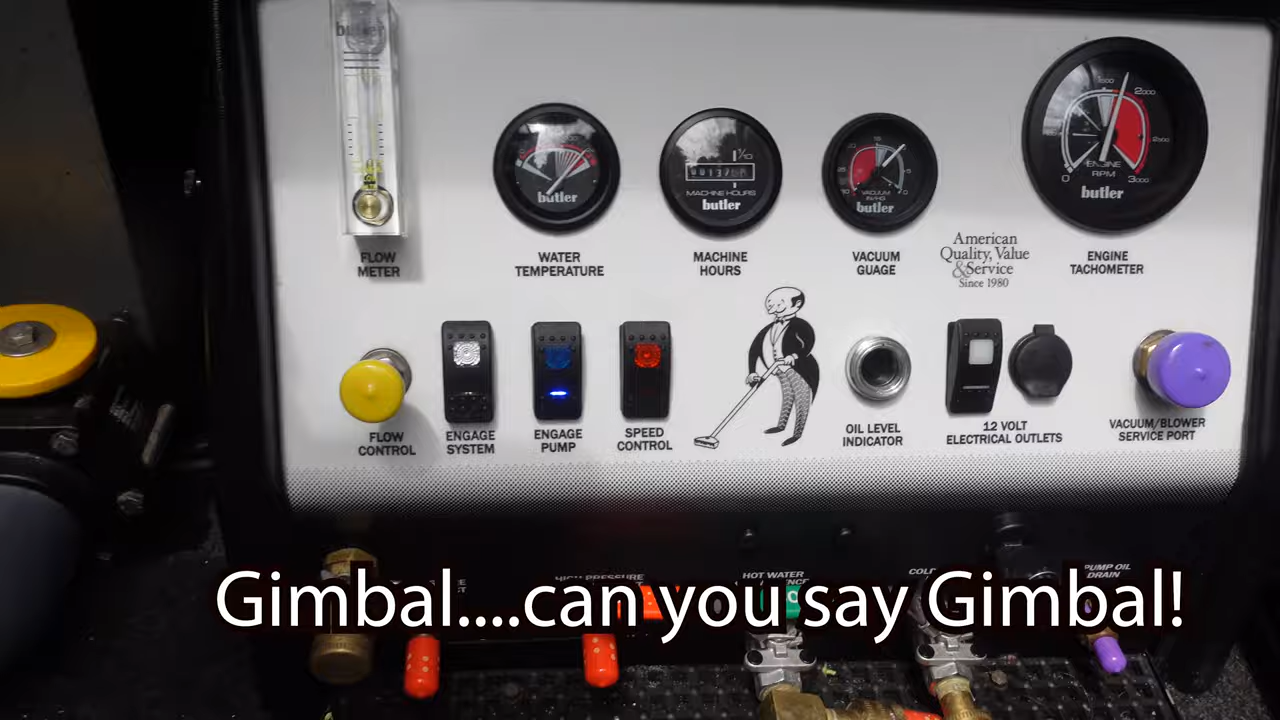 butler
1/10
MACHINE HOURS
butler
butler
VACUUM
IN/HG
butler
1000
2000
2500
3000
0
ENGINE
RPM
butler
FLOW
METER
WATER
TEMPERATURE
MACHINE
HOURS
VACUUM
GUAGE
American
Quality, Value
&Service
Since 1980
ENGINE
TACHOMETER
FLOW
CONTROL
ENGAGE
SYSTEM
ENGAGE
PUMP
SPEED
CONTROL
OIL LEVEL
INDICATOR
12 VOLT
ELECTRICAL OUTLETS
VACUUM/BLOWER
SERVICE PORT
HIGH PRESSURE
HOT WATER
PUMP OIL
DRAIN
Gimbal....can you say Gimbal!